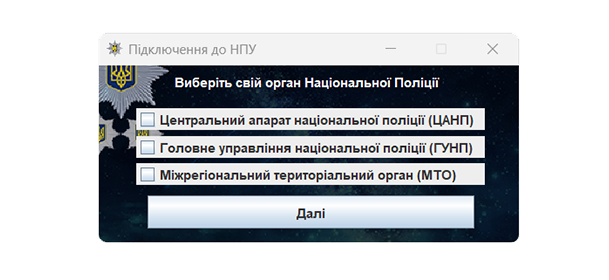 Підключення до НПУ
Виберіть свій орган Національної Поліції
Центральний апарат національної поліції (ЦАНП)
Головне управління національної поліції (ГУНП)
Міжрегіональний територіальний орган (МТО)
Далі